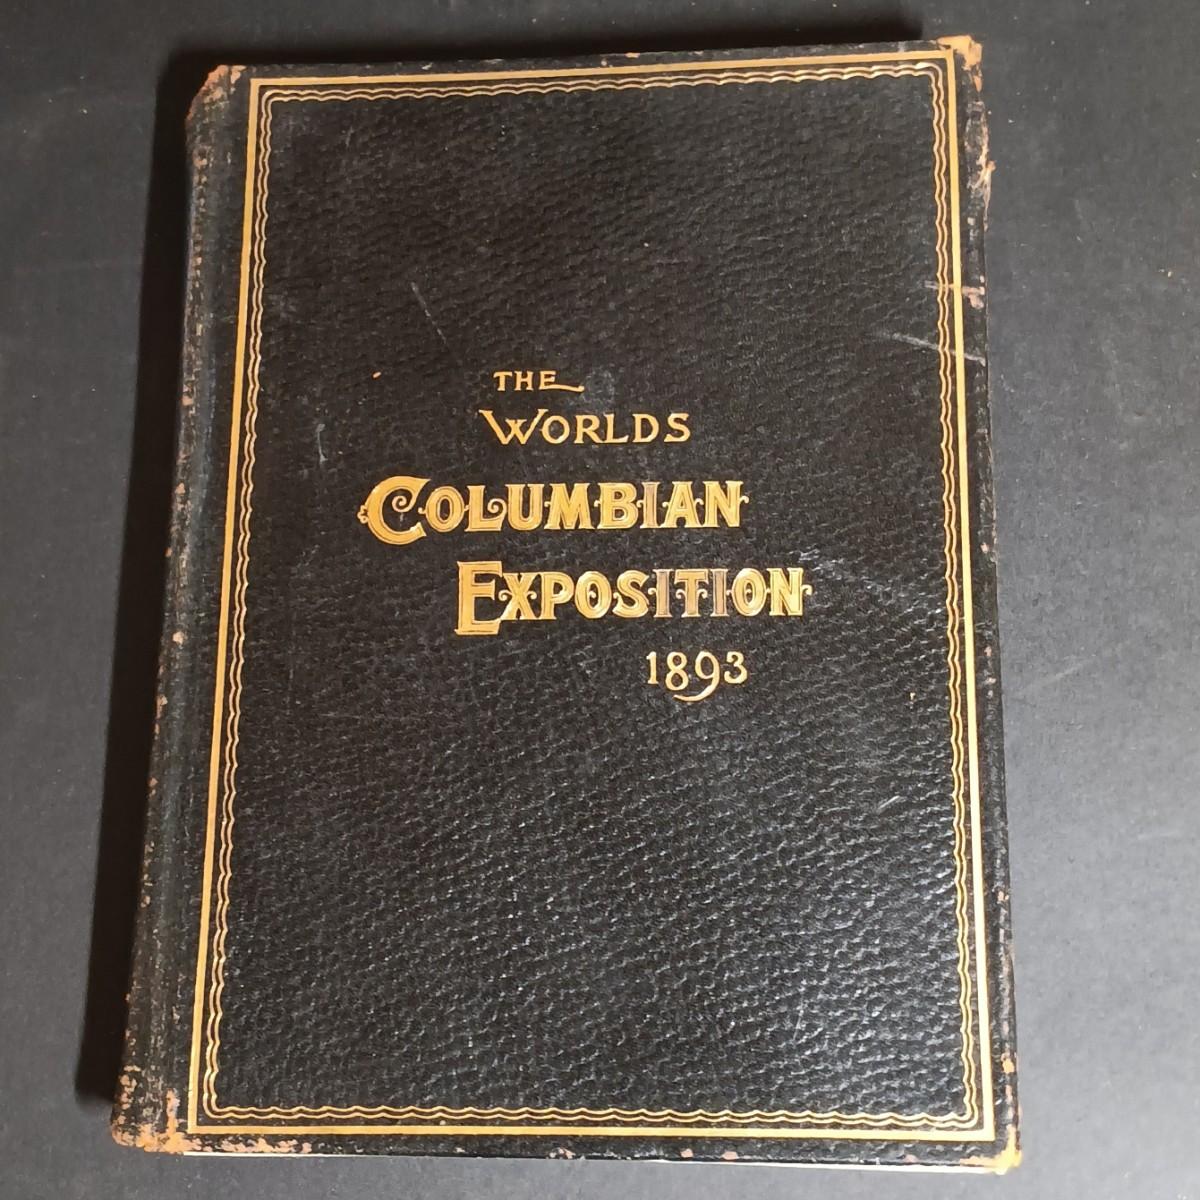 THE
WORLDS
COLUMBIAN
EXPOSITION
1893